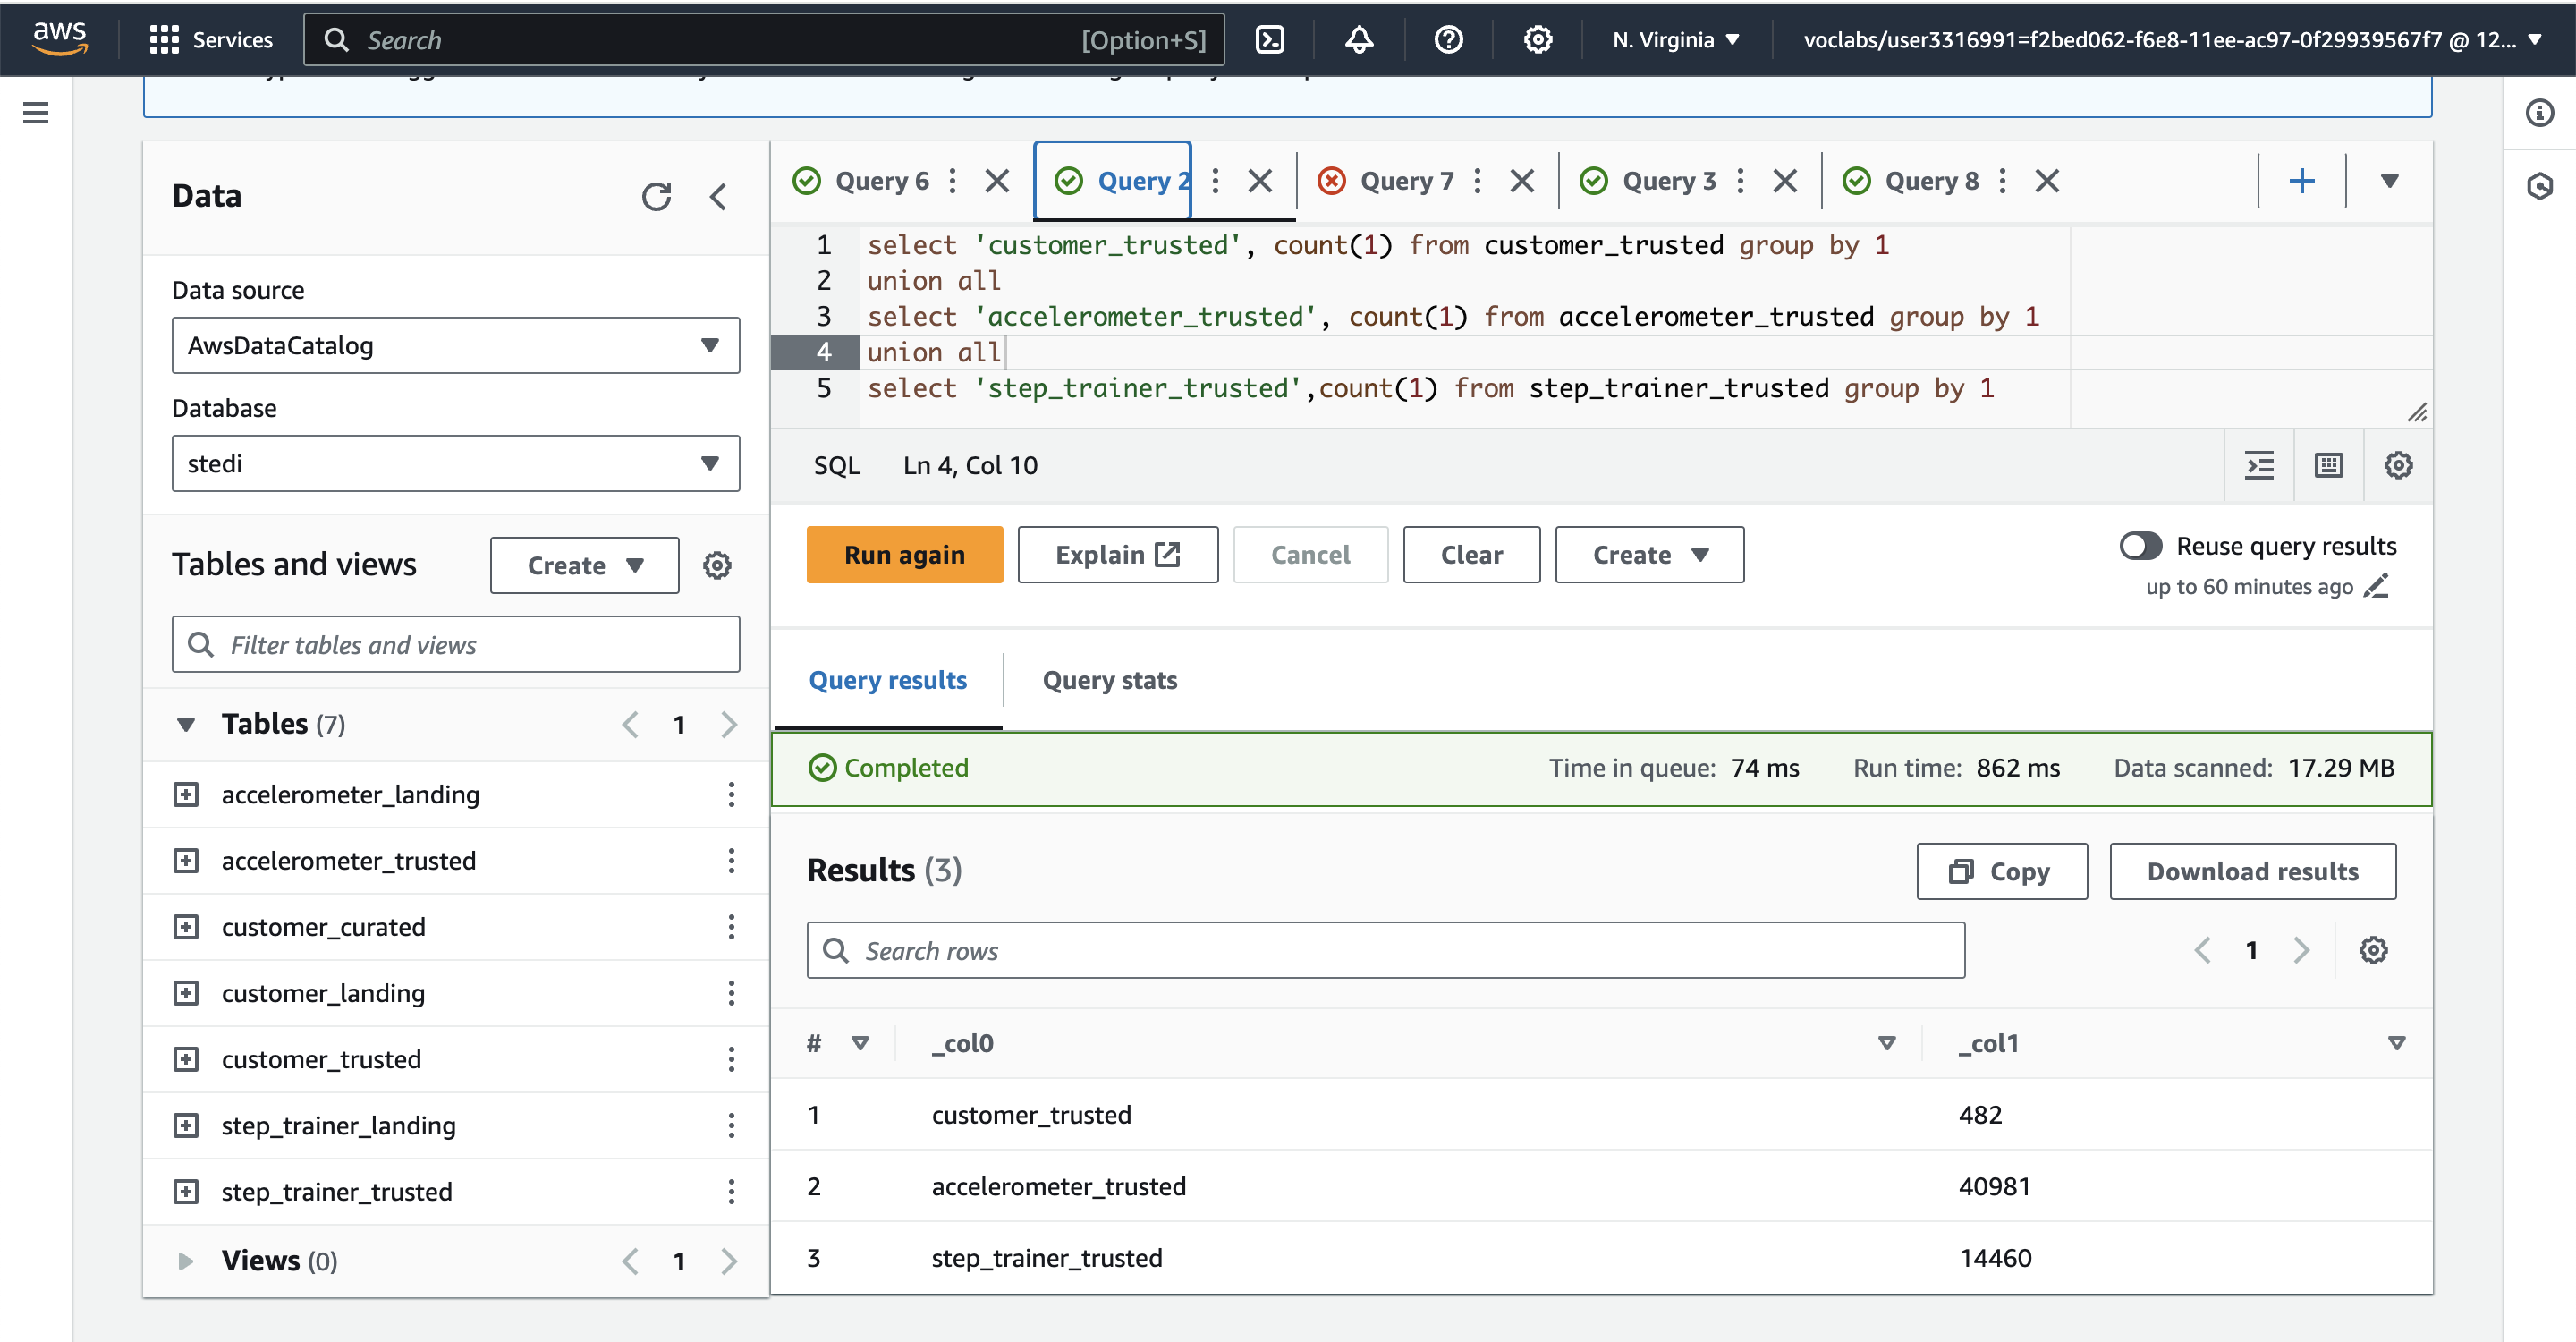 aws
Services
Search
[Option+S]
N. Virginia
voclabs/user3316991=f2bed062-f6e8-11ee-ac97-0f29939567f7 @ 12...
Data
Data source
AwsDataCatalog
Database
stedi
Tables and views
Create
Filter tables and views
Tables (7)
1
accelerometer_landing
accelerometer_trusted
customer_curated
customer_landing
customer_trusted
step_trainer_landing
step_trainer_trusted
Views (0)
1
Query 6
Query 2
Query 7
Query 3
Query 8
1 select 'customer_trusted', count(1) from customer_trusted group by 1
2 union all
3 select 'accelerometer_trusted', count(1) from accelerometer_trusted group by 1
4 union all
5 select 'step_trainer_trusted',count(1) from step_trainer_trusted group by 1
SQL Ln 4, Col 10
Run again
Explain
Cancel
Clear
Create
Reuse query results
up to 60 minutes ago
Query results
Query stats
Completed
Time in queue: 74 ms Run time: 862 ms Data scanned: 17.29 MB
Results (3)
Copy
Download results
Search rows
1
# _col0 _col1
1 customer_trusted 482
2 accelerometer_trusted 40981
3 step_trainer_trusted 14460